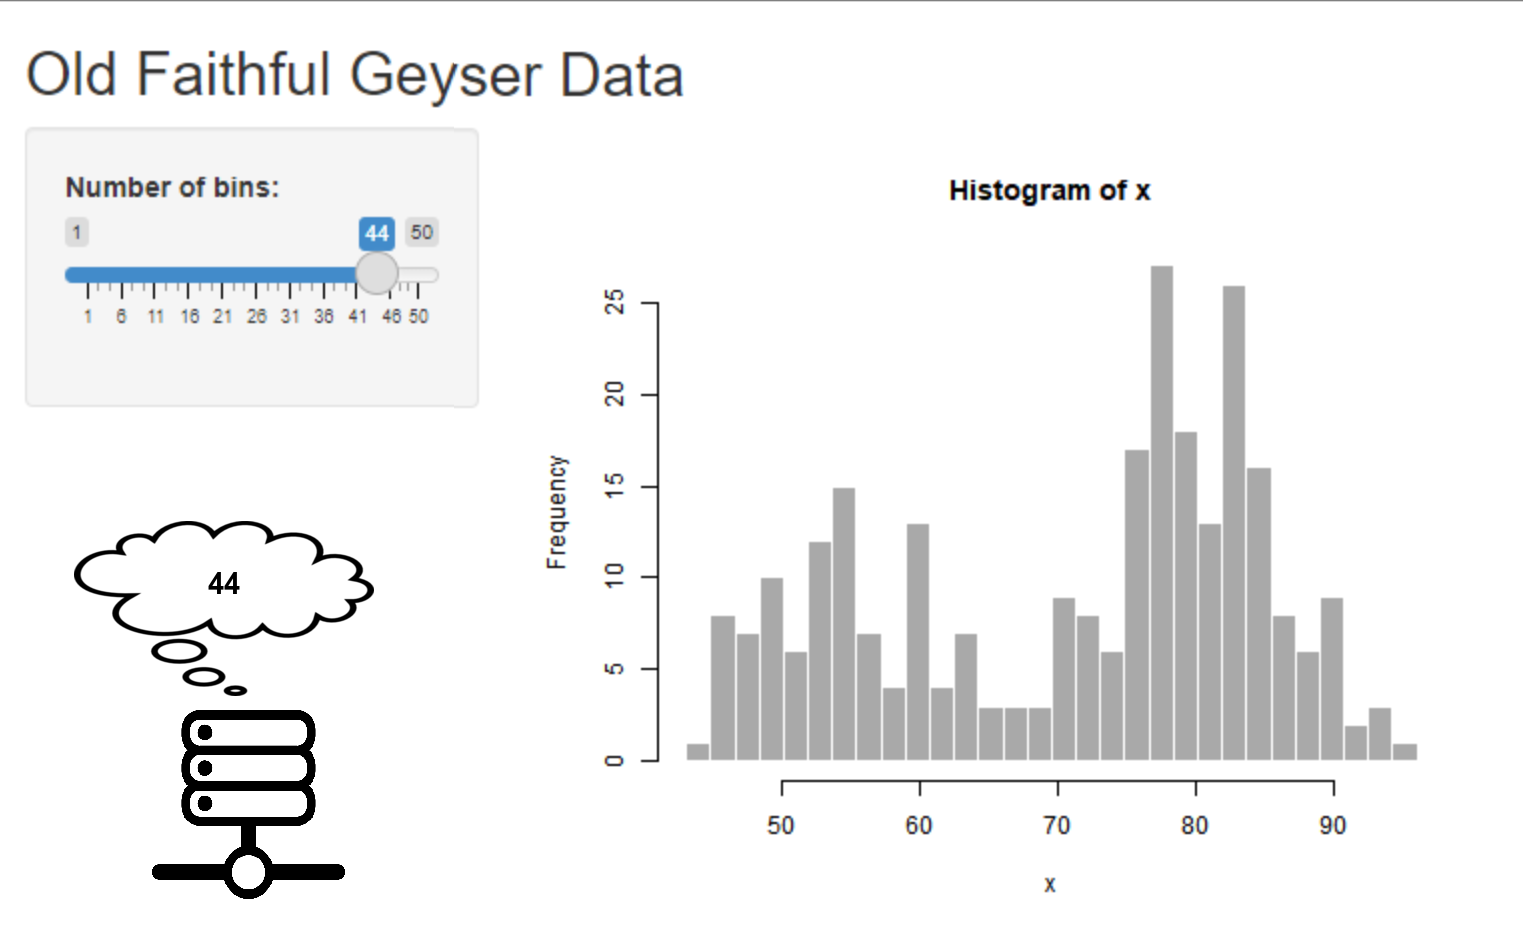 Old Faithful Geyser Data
Number of bins:
1 44 50
1 6 11 16 21 26 31 36 41 46 50
44
Histogram of x
Frequency
25
20
15
10
5
0
50 60 70 80 90
x